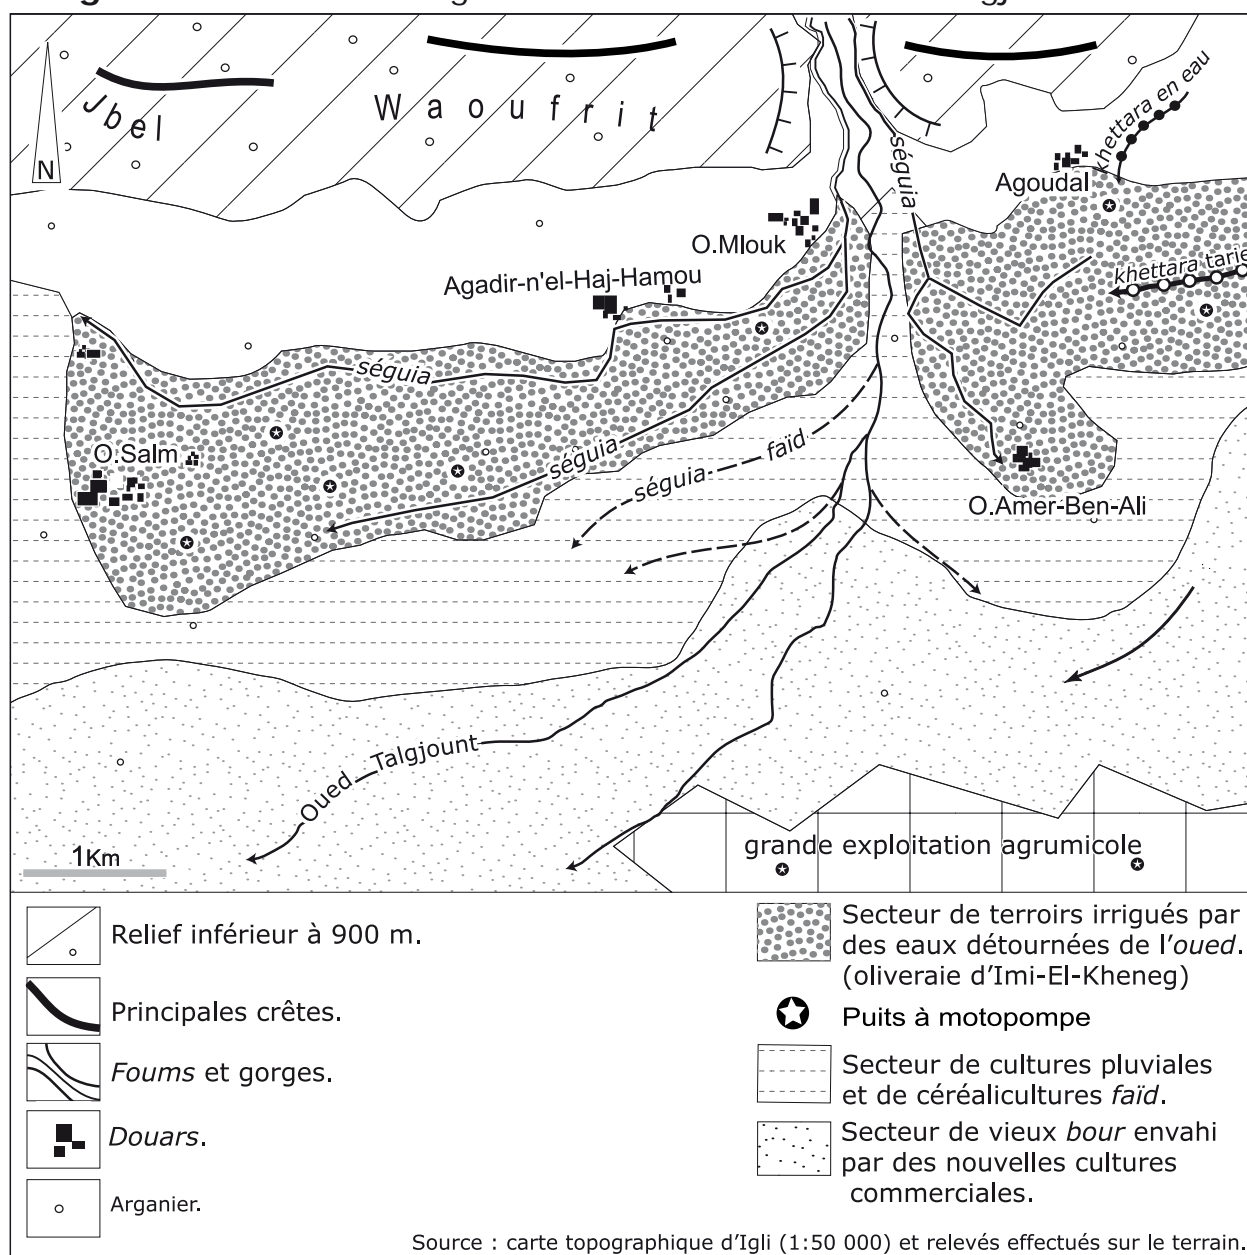 Jbel Waoufrit
N
khettara en eau
séguia
Agoudal
O.Mlouk
khettara tarie
Agadir-n'el-Haj-Hamou
séguia
O.Salm
séguia
séguia faïd
O.Amer-Ben-Ali
Oued Talgjount
1Km
grande exploitation agrumicole
Relief inférieur à 900 m.
Principales crêtes.
Foums et gorges.
Douars.
Arganier.
Secteur de terroirs irrigués par
des eaux détournées de l'oued.
(oliveraie d'Imi-El-Kheneg)
Puits à motopompe
Secteur de cultures pluviales
et de céréalicultures faïd.
Secteur de vieux bour envahi
par des nouvelles cultures
commerciales.
Source : carte topographique d'Igli (1:50 000) et relevés effectués sur le terrain.